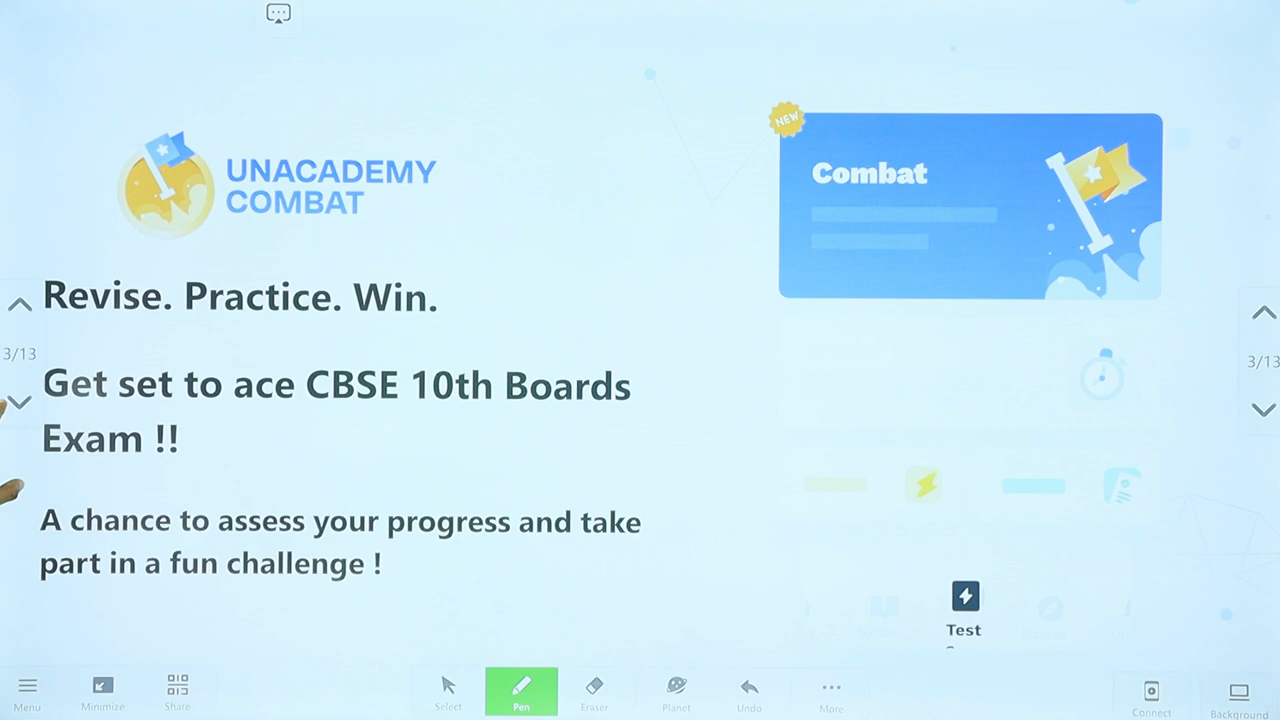 UNACADEMY
COMBAT
NEW
Combat
Revise. Practice. Win.
3/13
3/13
Get set to ace CBSE 10th Boards
Exam !!
A chance to assess your progress and take
part in a fun challenge !
Test
Menu
Minimize
Share
Select
Pen
Eraser
Planet
Undo
More
Connect
Background